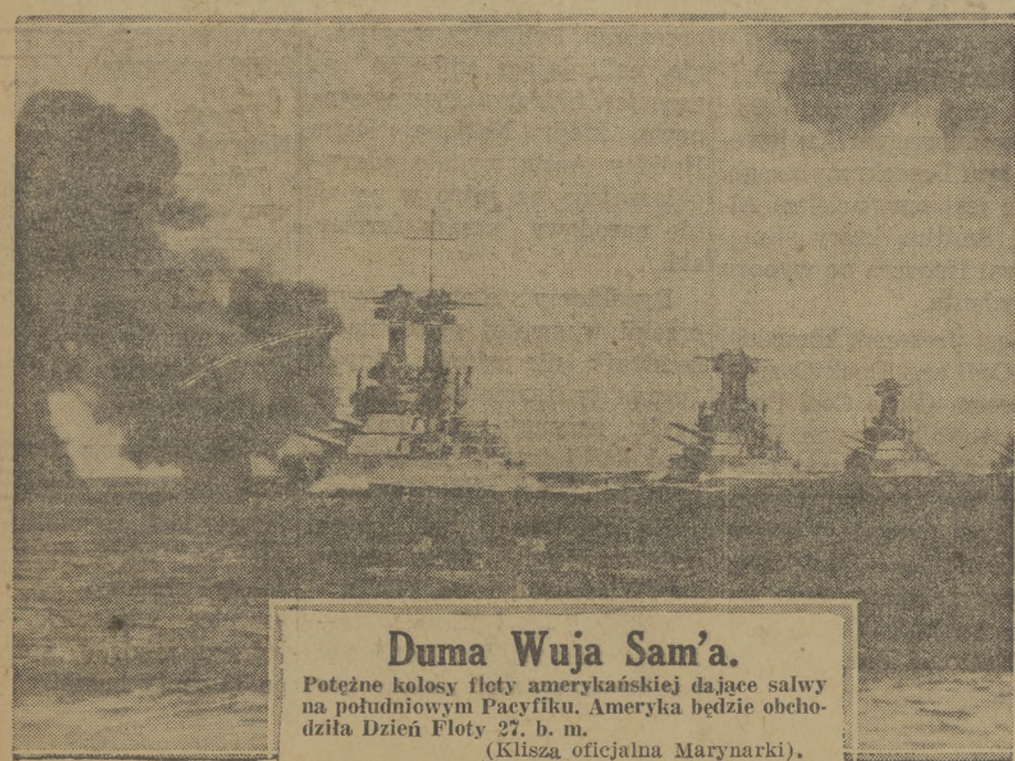 Duma Wuja Sam'a.
Potężne kolosy floty amerykańskiej dające salwy
na południowym Pacyfiku. Ameryka będzie obcho-
dziła Dzień Floty 27. b. m.
(Klisza oficjalna Marynarki).